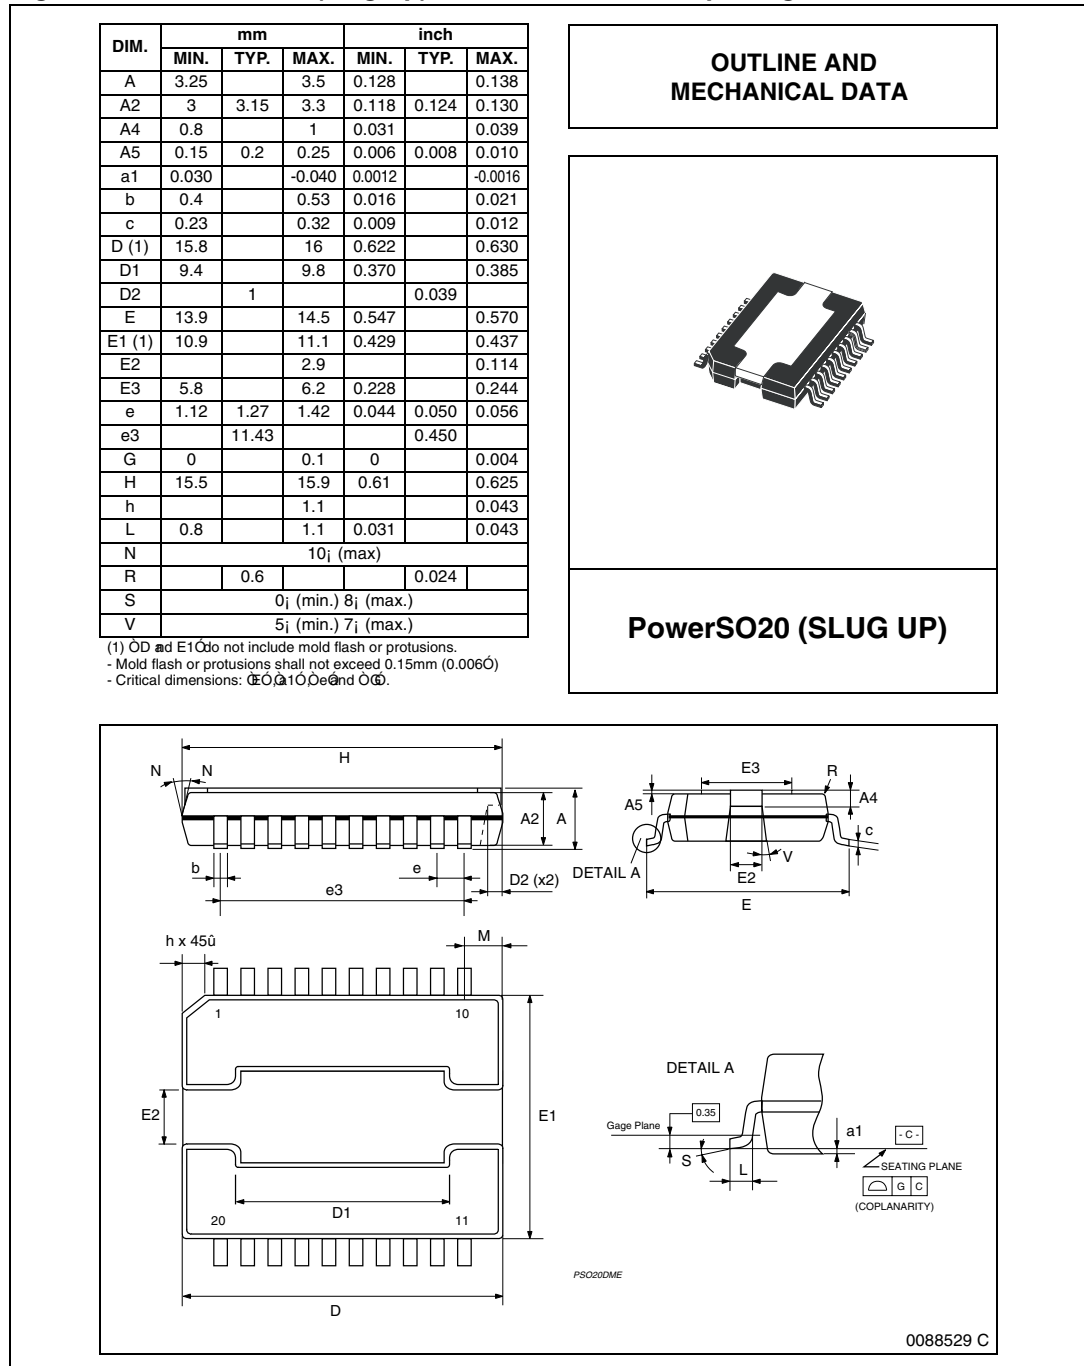 DIM. mm inch
MIN. TYP. MAX. MIN. TYP. MAX.
A 3.25 3.5 0.128 0.138
A2 3 3.15 3.3 0.118 0.124 0.130
A4 0.8 1 0.031 0.039
A5 0.15 0.2 0.25 0.006 0.008 0.010
a1 0.030 -0.040 0.0012 -0.0016
b 0.4 0.53 0.016 0.021
c 0.23 0.32 0.009 0.012
D (1) 15.8 16 0.622 0.630
D1 9.4 9.8 0.370 0.385
D2 1 0.039
E 13.9 14.5 0.547 0.570
E1 (1) 10.9 11.1 0.429 0.437
E2 2.9 0.114
E3 5.8 6.2 0.228 0.244
e 1.12 1.27 1.42 0.044 0.050 0.056
e3 11.43 0.450
G 0 0.1 0 0.004
H 15.5 15.9 0.61 0.625
h 1.1 0.043
L 0.8 1.1 0.031 0.043
N 10¡ (max)
R 0.6 0.024
S 0¡ (min.) 8¡ (max.)
V 5¡ (min.) 7¡ (max.)
(1) ÒD and E1Ó do not include mold flash or protusions.
- Mold flash or protusions shall not exceed 0.15mm (0.006Ó)
- Critical dimensions:
OUTLINE AND
MECHANICAL DATA
PowerSO20 (SLUG UP)
N N H
A2 A
b e
e3
D2 (x2)
E3 R
A5 A4
c
V
DETAIL A
E2
E
h x 45û
M
1 10
E2 E1
D1
20 11
D
DETAIL A
0.35
Gage Plane
a1
- C -
S L
SEATING PLANE
G C
(COPLANARITY)
PSO20DME
0088529 C